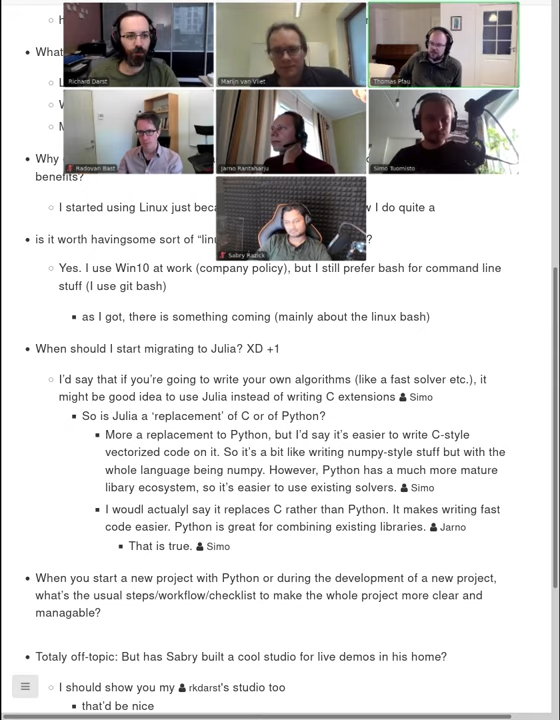 h
What
Richard Darst
Marijn van Vliet
Thomas Pfau
L
W
M
Why
Radovan Bast
Jarno Rantaharju
Simo Tuomisto
benefits?
I started using Linux just beca
I do quite a
is it worth havingsome sort of “linu
?
Sabry Razick
Yes. I use Win10 at work (company policy), but I still prefer bash for command line
stuff (I use git bash)
as I got, there is something coming (mainly about the linux bash)
When should I start migrating to Julia? XD +1
I’d say that if you’re going to write your own algorithms (like a fast solver etc.), it
might be good idea to use Julia instead of writing C extensions Simo
So is Julia a ‘replacement’ of C or of Python?
More a replacement to Python, but I’d say it’s easier to write C-style
vectorized code on it. So it’s a bit like writing numpy-style stuff but with the
whole language being numpy. However, Python has a much more mature
libary ecosystem, so it’s easier to use existing solvers. Simo
I woudl actualyl say it replaces C rather than Python. It makes writing fast
code easier. Python is great for combining existing libraries. Jarno
That is true. Simo
When you start a new project with Python or during the development of a new project,
what’s the usual steps/workflow/checklist to make the whole project more clear and
managable?
Totaly off-topic: But has Sabry built a cool studio for live demos in his home?
I should show you my rkdarst's studio too
that’d be nice